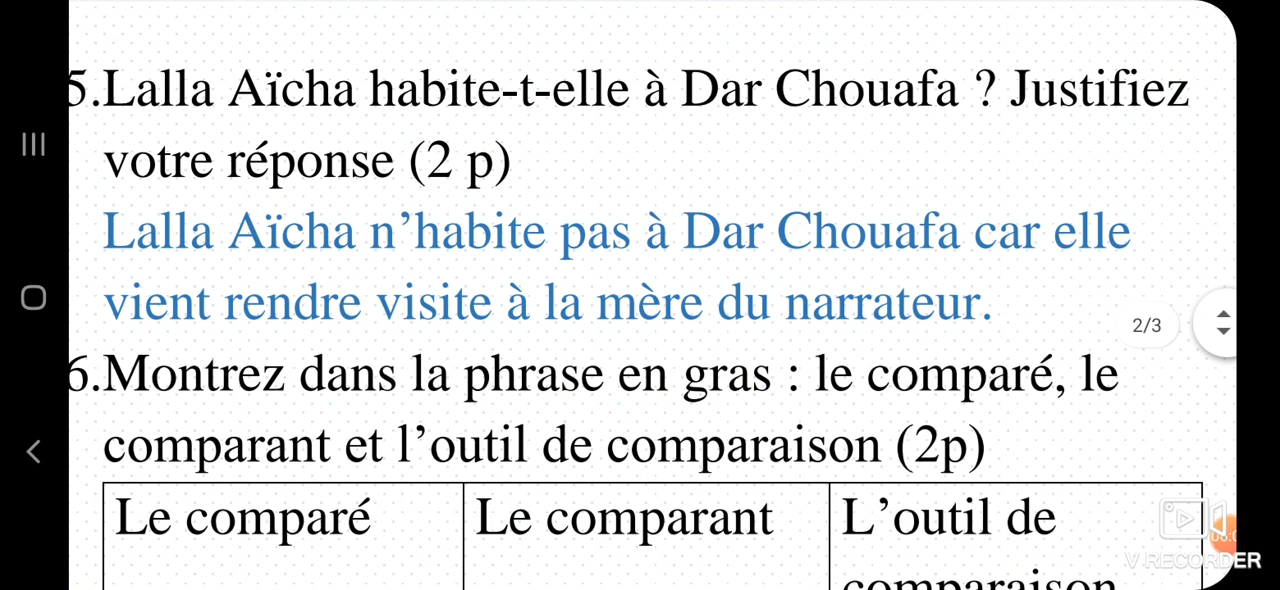 5.Lalla Aïcha habite-t-elle à Dar Chouafa ? Justifiez
votre réponse (2 p)
Lalla Aïcha n’habite pas à Dar Chouafa car elle
vient rendre visite à la mère du narrateur.
2/3
6.Montrez dans la phrase en gras : le comparé, le
comparant et l’outil de comparaison (2p)
Le comparé Le comparant L’outil de
comparaison
V RECORDER